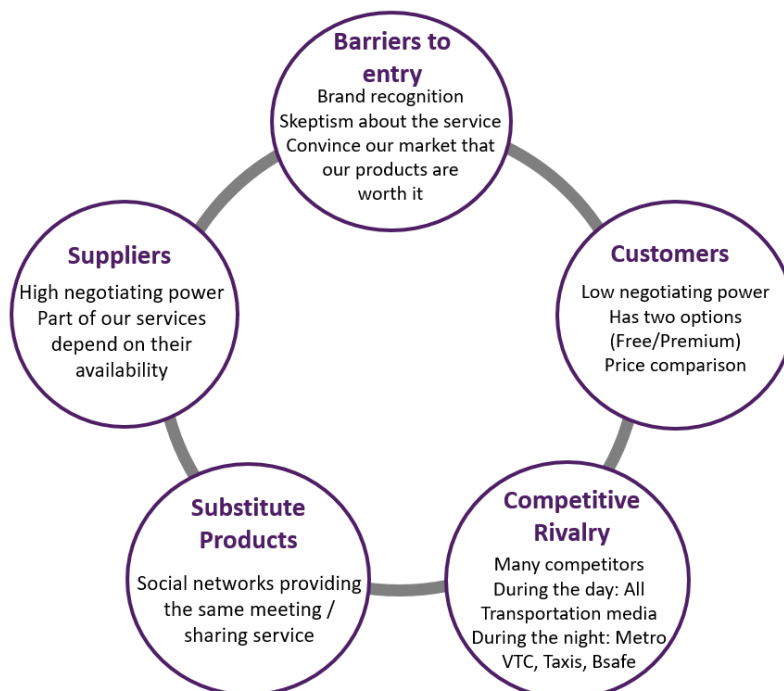 Barriers to
entry
Brand recognition
Skeptism about the service
Convince our market that
our products are
worth it
Suppliers
High negotiating power
Part of our services
depend on their
availability
Customers
Low negotiating power
Has two options
(Free/Premium)
Price comparison
Substitute
Products
Social networks providing
the same meeting /
sharing service
Competitive
Rivalry
Many competitors
During the day: All
Transportation media
During the night: Metro
VTC, Taxis, Bsafe